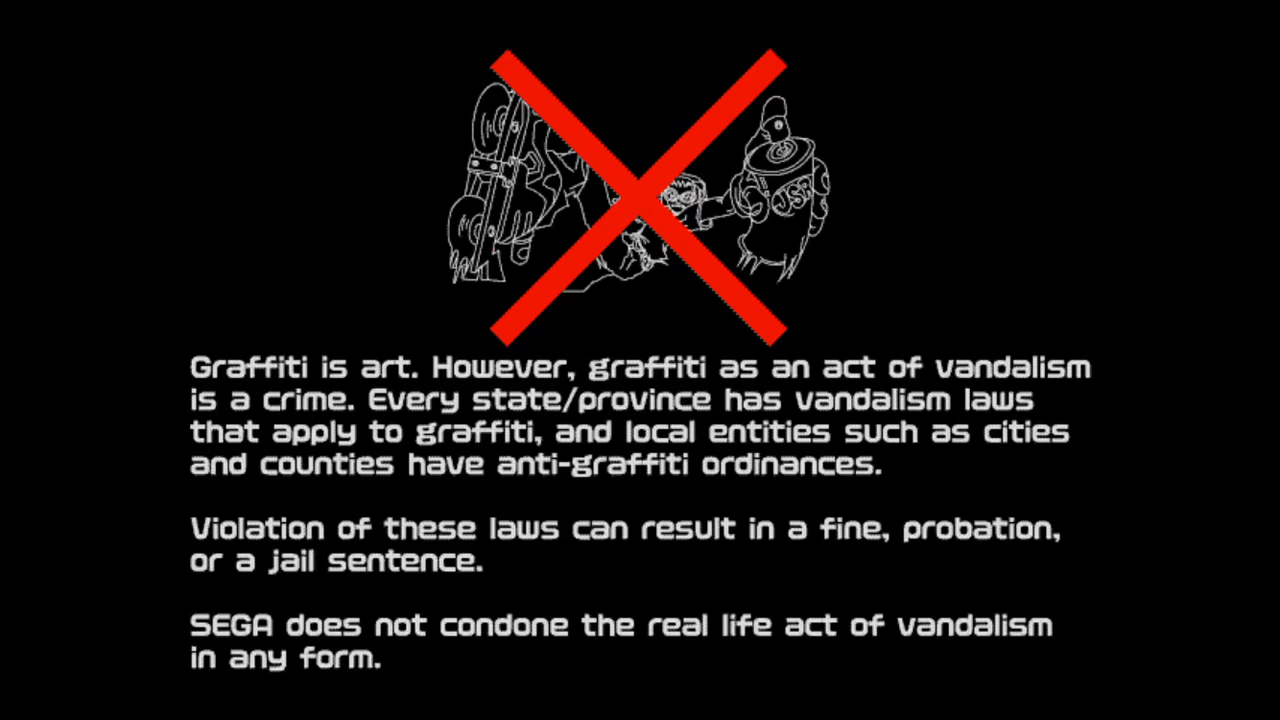 JSR
Graffiti is art. However, graffiti as an act of vandalism
is a crime. Every state/province has vandalism laws
that apply to graffiti, and local entities such as cities
and counties have anti-graffiti ordinances.
Violation of these laws can result in a fine, probation,
or a jail sentence.
SEGA does not condone the real life act of vandalism
in any form.